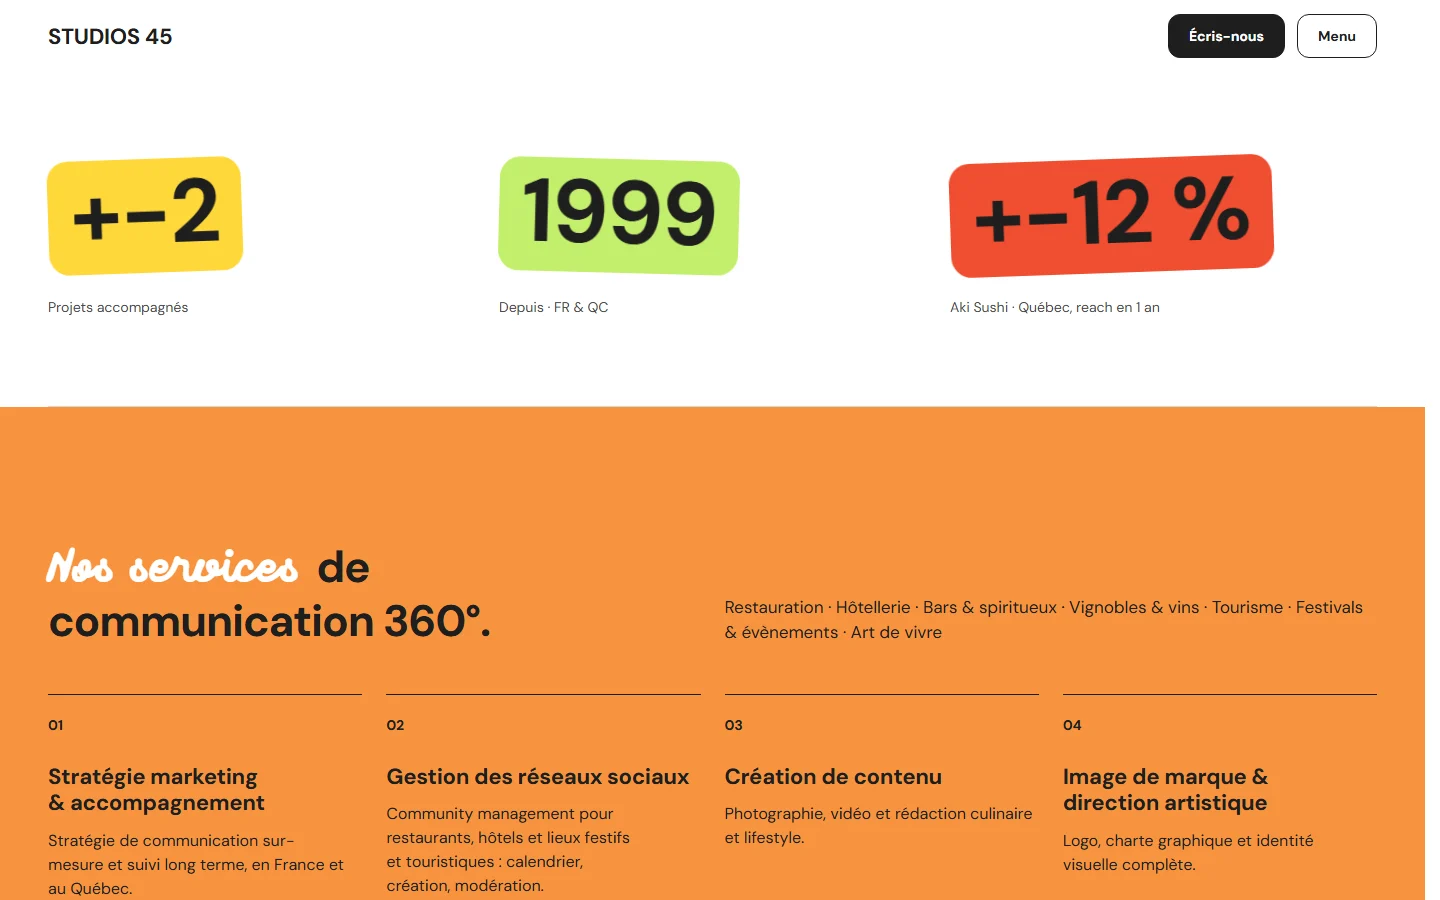 STUDIOS 45
Écris-nous
Menu
+-2
1999
+-12 %
Projets accompagnés
Depuis · FR & QC
Aki Sushi · Québec, reach en 1 an
Nos services de
communication 360°.
Restauration · Hôtellerie · Bars & spiritueux · Vignobles & vins · Tourisme · Festivals
& évènements · Art de vivre
01
Stratégie marketing
& accompagnement
Stratégie de communication sur-
mesure et suivi long terme, en France et
au Québec.
02
Gestion des réseaux sociaux
Community management pour
restaurants, hôtels et lieux festifs
et touristiques : calendrier,
création, modération.
03
Création de contenu
Photographie, vidéo et rédaction culinaire
et lifestyle.
04
Image de marque &
direction artistique
Logo, charte graphique et identité
visuelle complète.